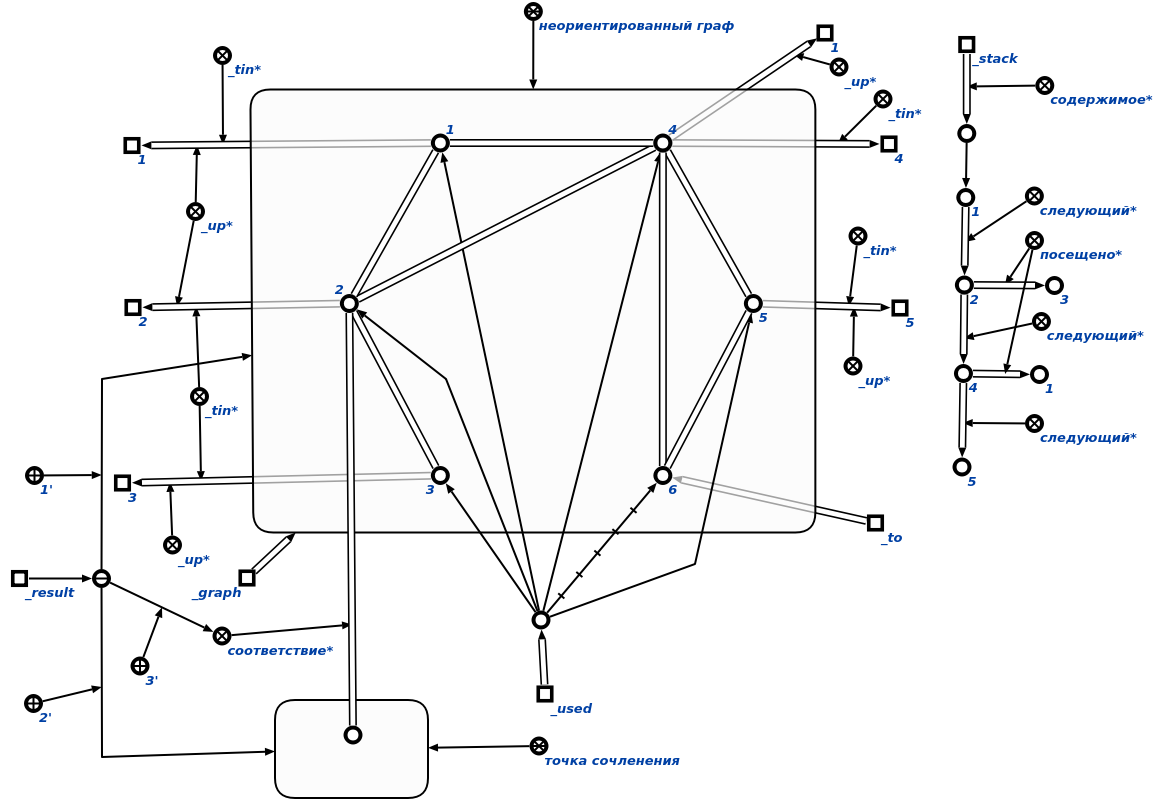 неориентированный граф
1
_up*
_tin*
_stack
содержимое*
_tin*
1
4
1
4
_up*
1
следующий*
_tin*
посещено*
2
2
5
5
2
3
следующий*
_up*
_tin*
4
1
следующий*
3
6
5
1'
3
_to
_up*
_result
_graph
соответствие*
3'
2'
_used
точка сочленения